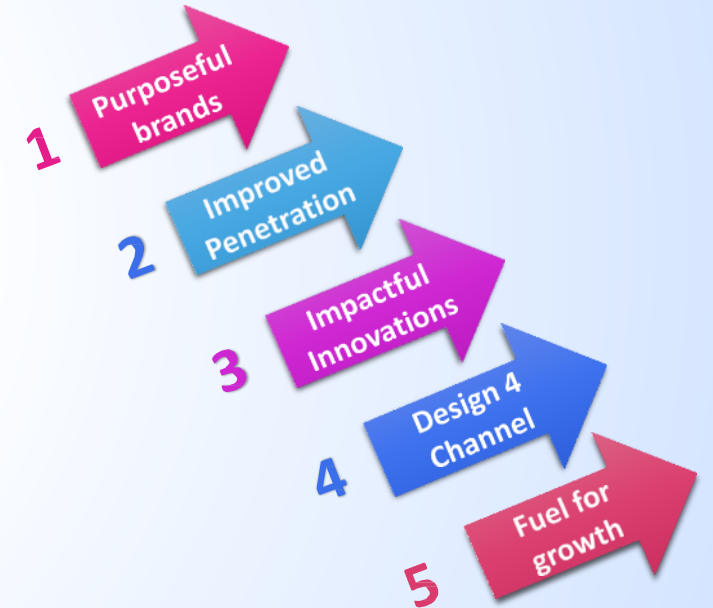 1
Purposeful
brands
2
Improved
Penetration
3
Impactful
Innovations
4
Design 4
Channel
5
Fuel for
growth